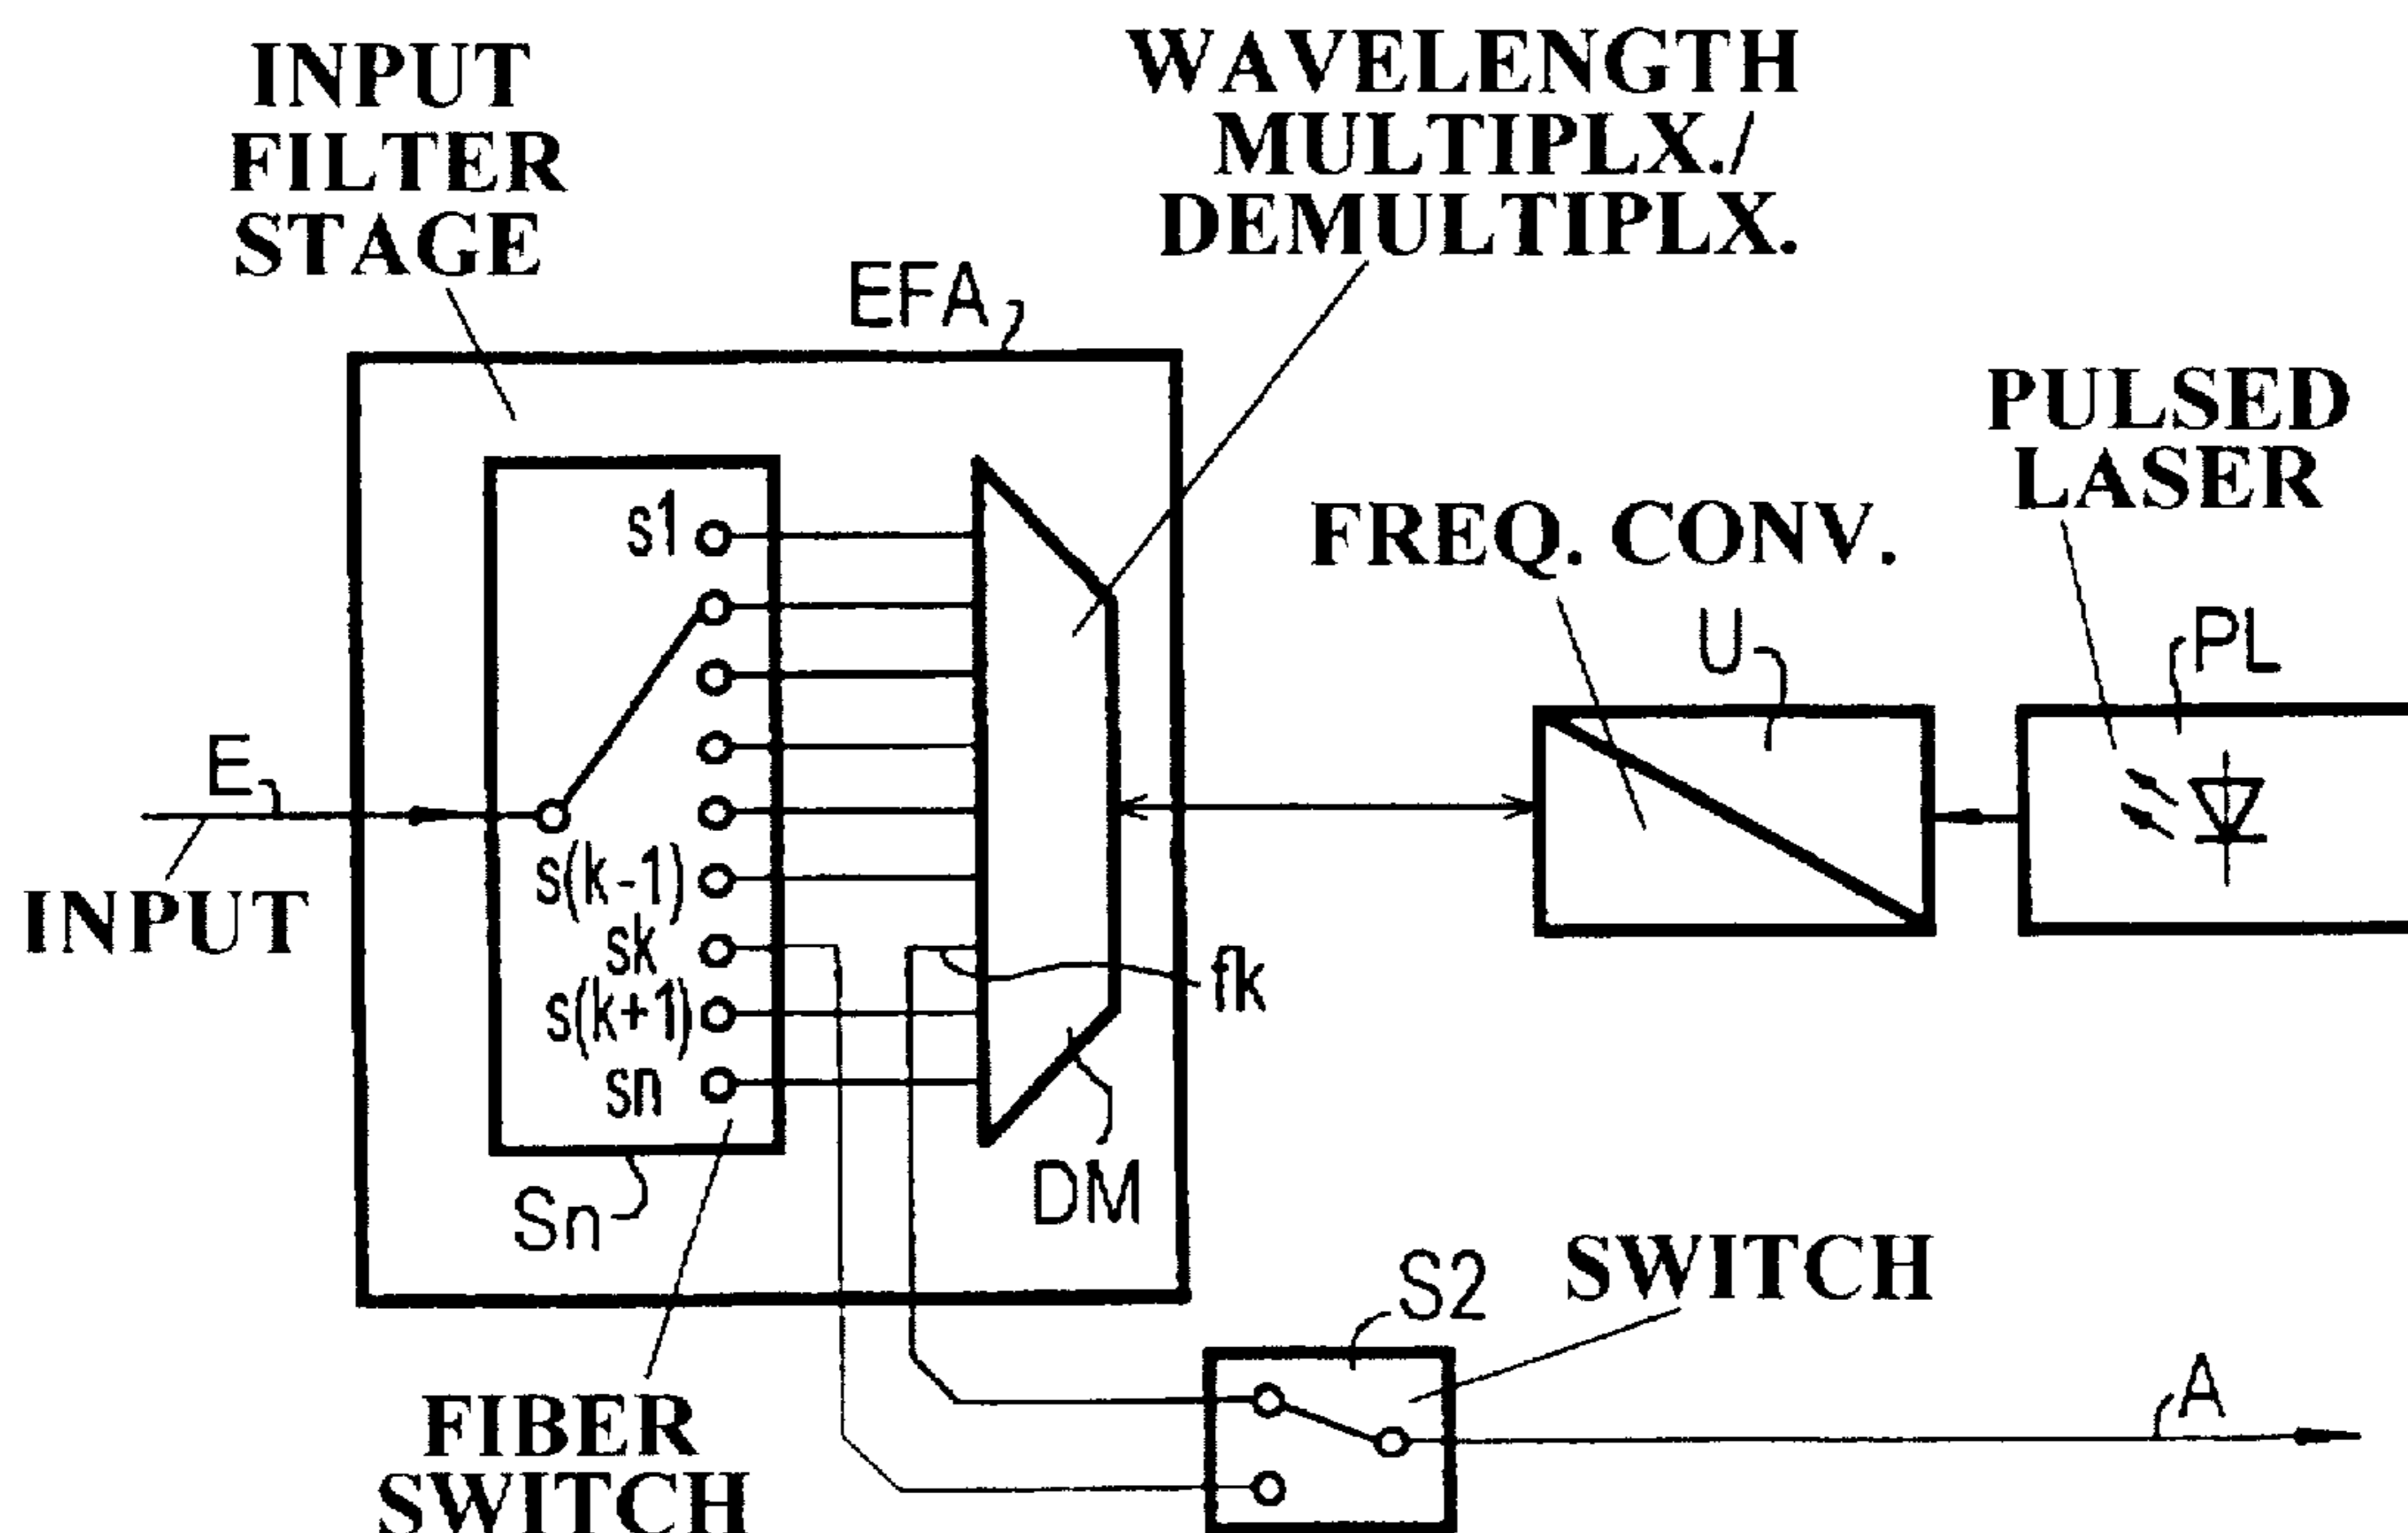 INPUT
FILTER
STAGE
WAVELENGTH
MULTIPLX./
DEMULTIPLX.
EFA
PULSED
LASER
FREQ. CONV.
s1
U
PL
E
INPUT
s(k-1)
sk
s(k+1)
sn
fk
Sn
DM
S2
SWITCH
A
FIBER
SWITCH